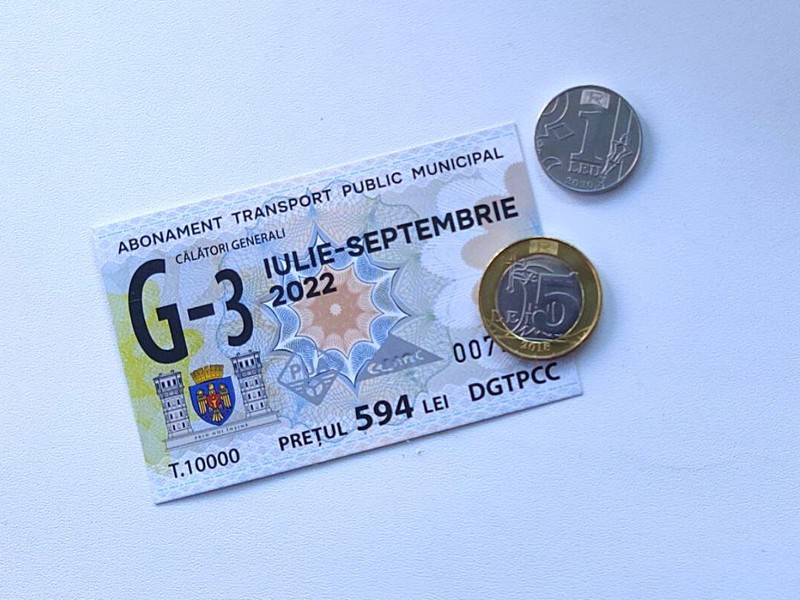 ABONAMENT TRANSPORT PUBLIC MUNICIPAL
CĂLĂTORI GENERALI
G-3
IULIE-SEPTEMBRIE
2022
007
PREȚUL 594 LEI DGTPCC
T.10000
1
LEU
2020
5
LEI
2018